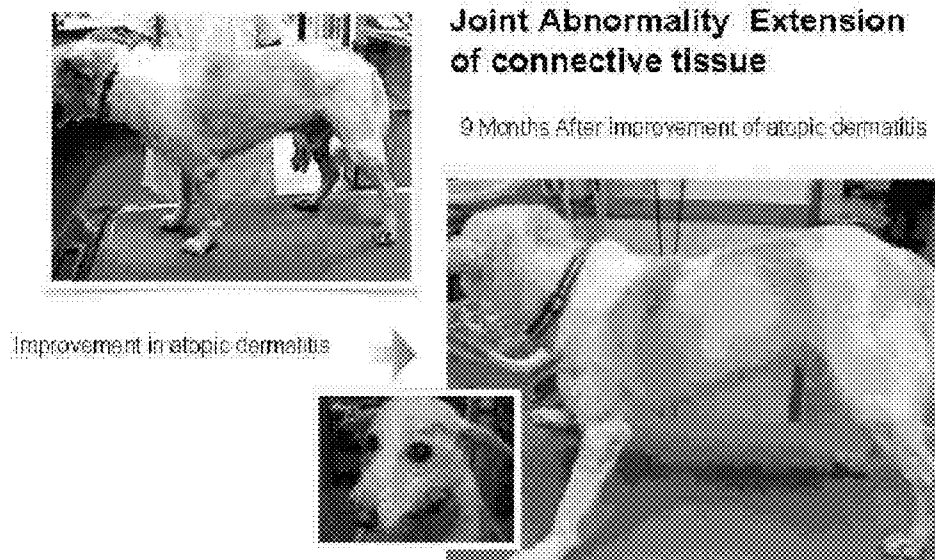 Joint Abnormality Extension
of connective tissue
9 Months After improvement of atopic dermatitis
Improvement in atopic dermatitis